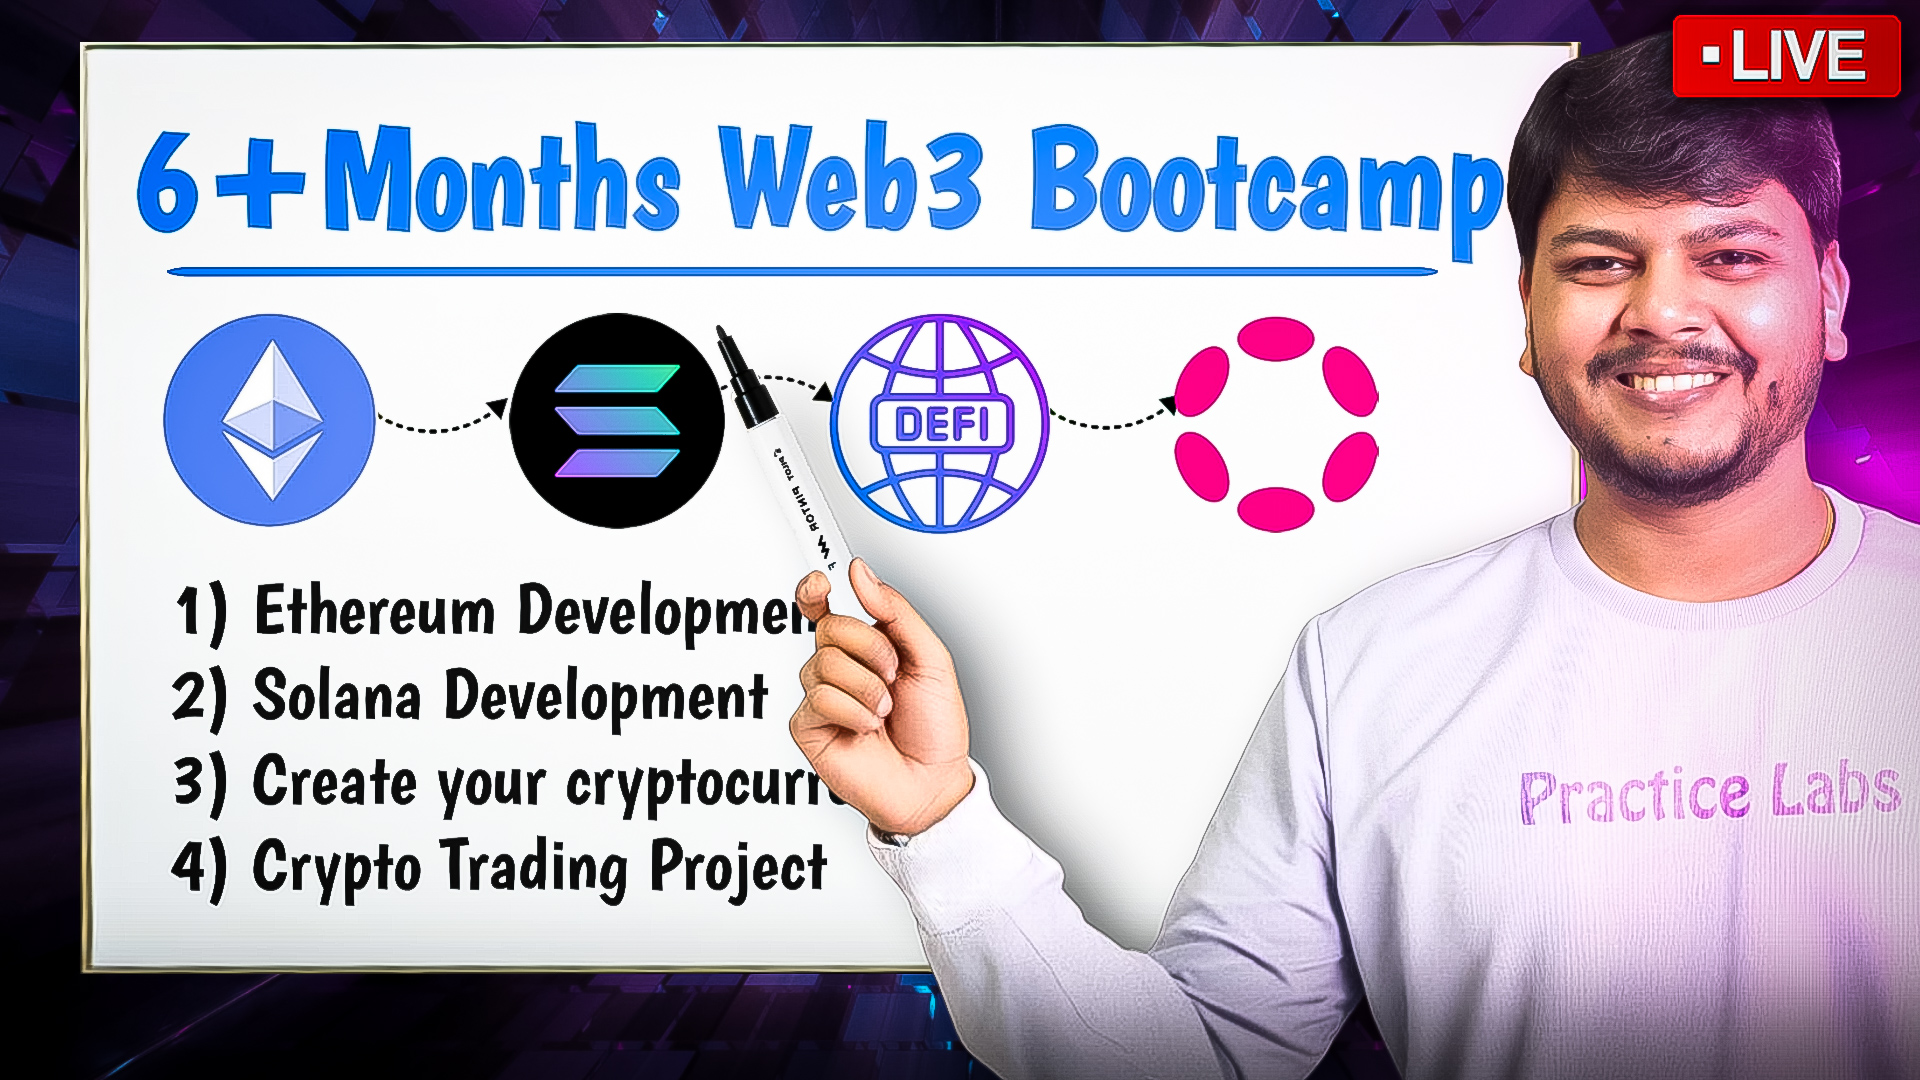 LIVE
6+Months Web3 Bootcamp
DEFI
1) Ethereum Developmen
2) Solana Development
3) Create your cryptocurr
4) Crypto Trading Project
Practice Labs